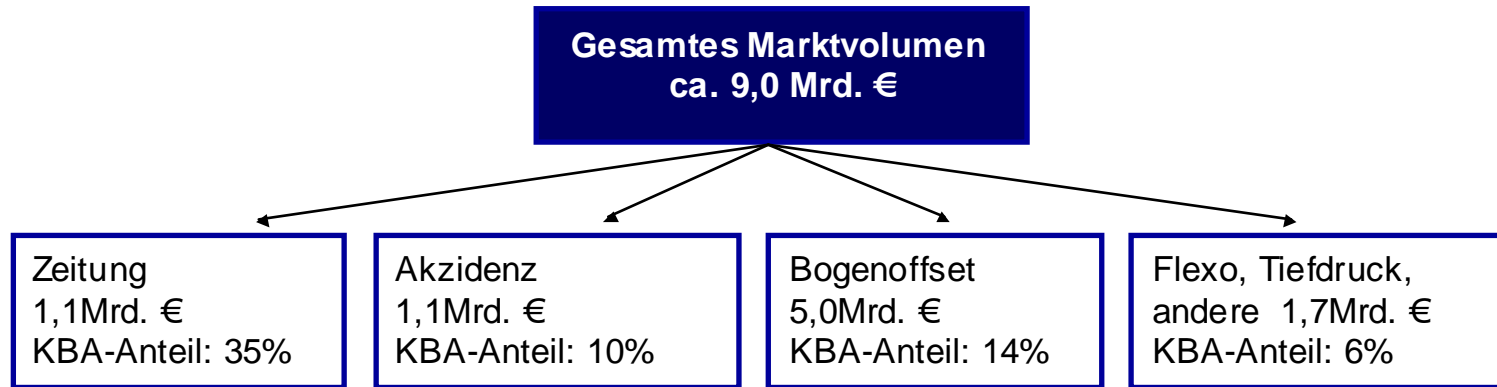 Gesamtes Marktvolumen
ca. 9,0 Mrd. €
Zeitung
1,1Mrd. €
KBA-Anteil: 35%
Akzidenz
1,1Mrd. €
KBA-Anteil: 10%
Bogenoffset
5,0Mrd. €
KBA-Anteil: 14%
Flexo, Tiefdruck,
andere 1,7Mrd. €
KBA-Anteil: 6%